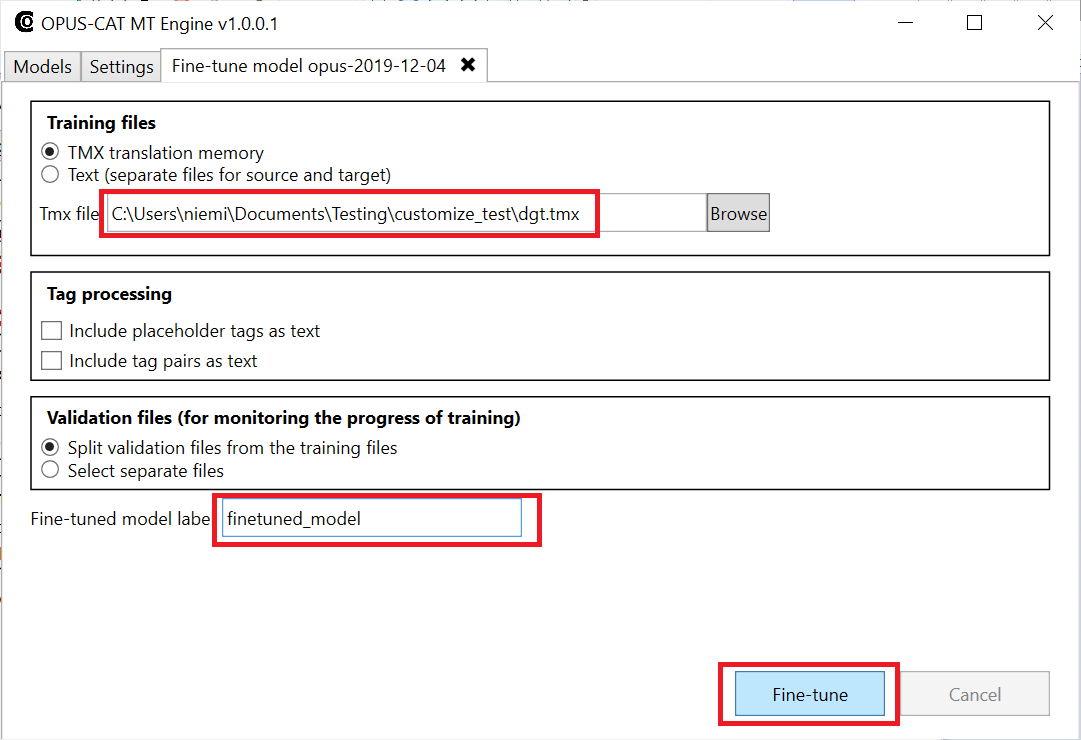 OPUS-CAT MT Engine v1.0.0.1
Models Settings Fine-tune model opus-2019-12-04
Training files
TMX translation memory
Text (separate files for source and target)
Tmx file C:\Users\niemi\Documents\Testing\customize_test\dgt.tmx Browse
Tag processing
Include placeholder tags as text
Include tag pairs as text
Validation files (for monitoring the progress of training)
Split validation files from the training files
Select separate files
Fine-tuned model labe finetuned_model
Fine-tune Cancel